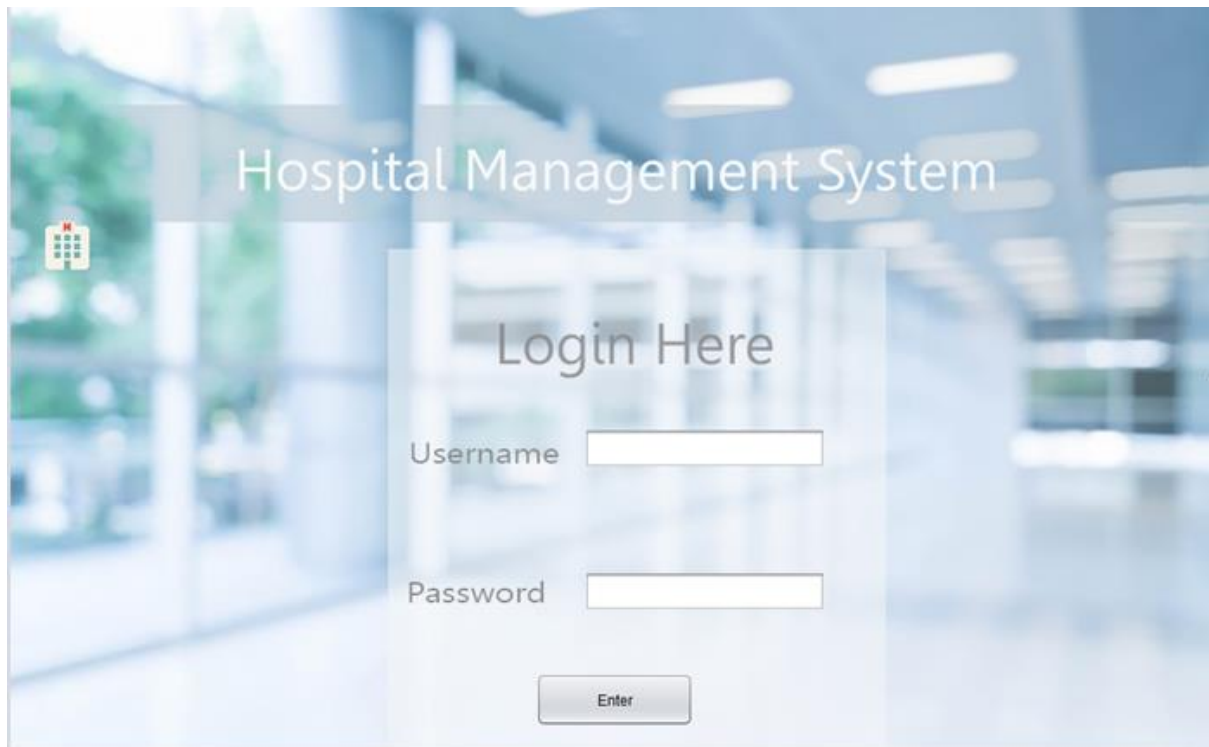 Hospital Management System
H
Login Here
Username
Password
Enter